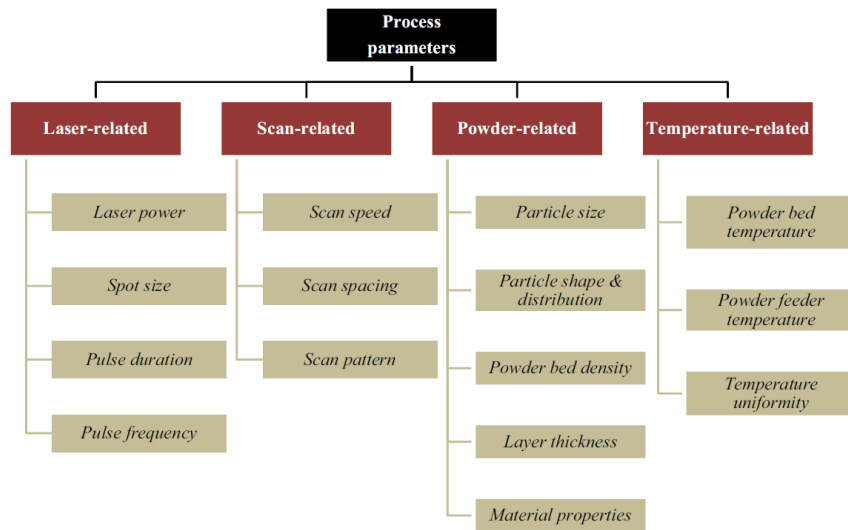 Process
parameters
Laser-related
Scan-related
Powder-related
Temperature-related
Laser power
Spot size
Pulse duration
Pulse frequency
Scan speed
Scan spacing
Scan pattern
Particle size
Particle shape &
distribution
Powder bed density
Layer thickness
Material properties
Powder bed
temperature
Powder feeder
temperature
Temperature
uniformity